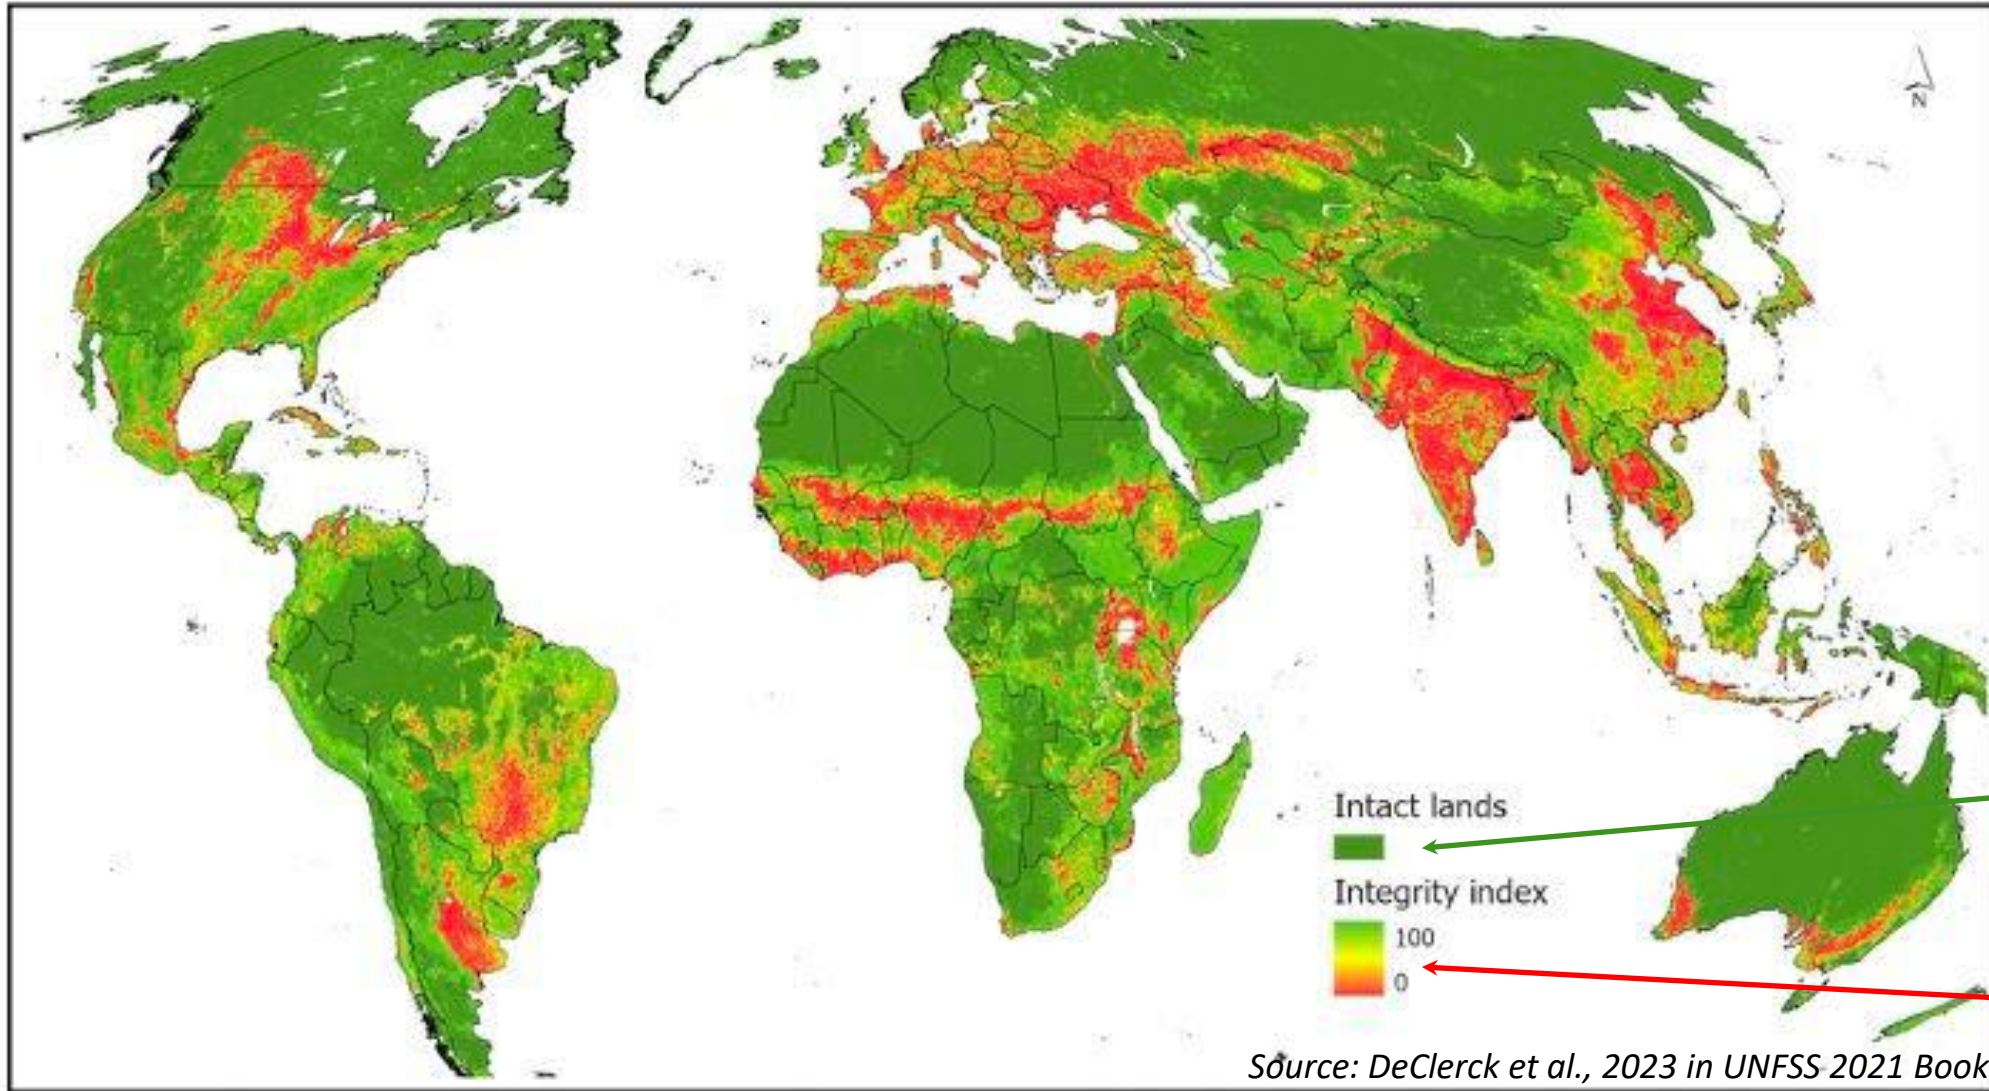 N
Intact lands
Integrity index
100
0
Source: DeClerck et al., 2023 in UNFSS 2021 Book